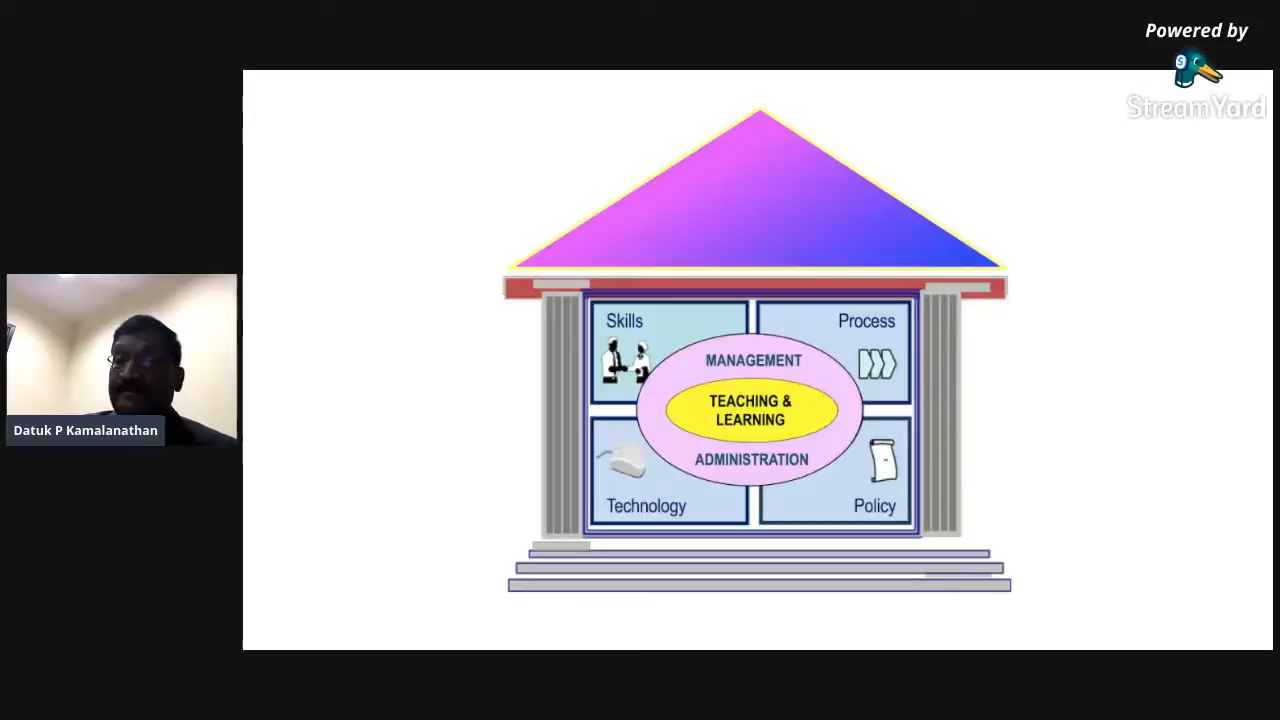 Powered by
StreamYard
Skills
Process
MANAGEMENT
TEACHING &
LEARNING
ADMINISTRATION
Technology
Policy
Datuk P Kamalanathan